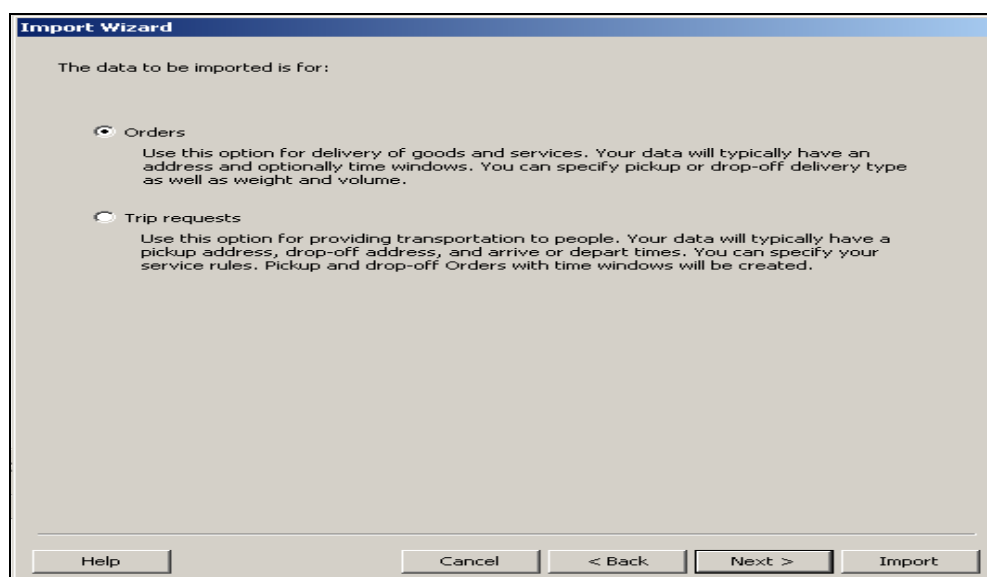 Import Wizard
The data to be imported is for:
Orders
Use this option for delivery of goods and services. Your data will typically have an
address and optionally time windows. You can specify pickup or drop-off delivery type
as well as weight and volume.
Trip requests
Use this option for providing transportation to people. Your data will typically have a
pickup address, drop-off address, and arrive or depart times. You can specify your
service rules. Pickup and drop-off Orders with time windows will be created.
Help Cancel < Back Next > Import